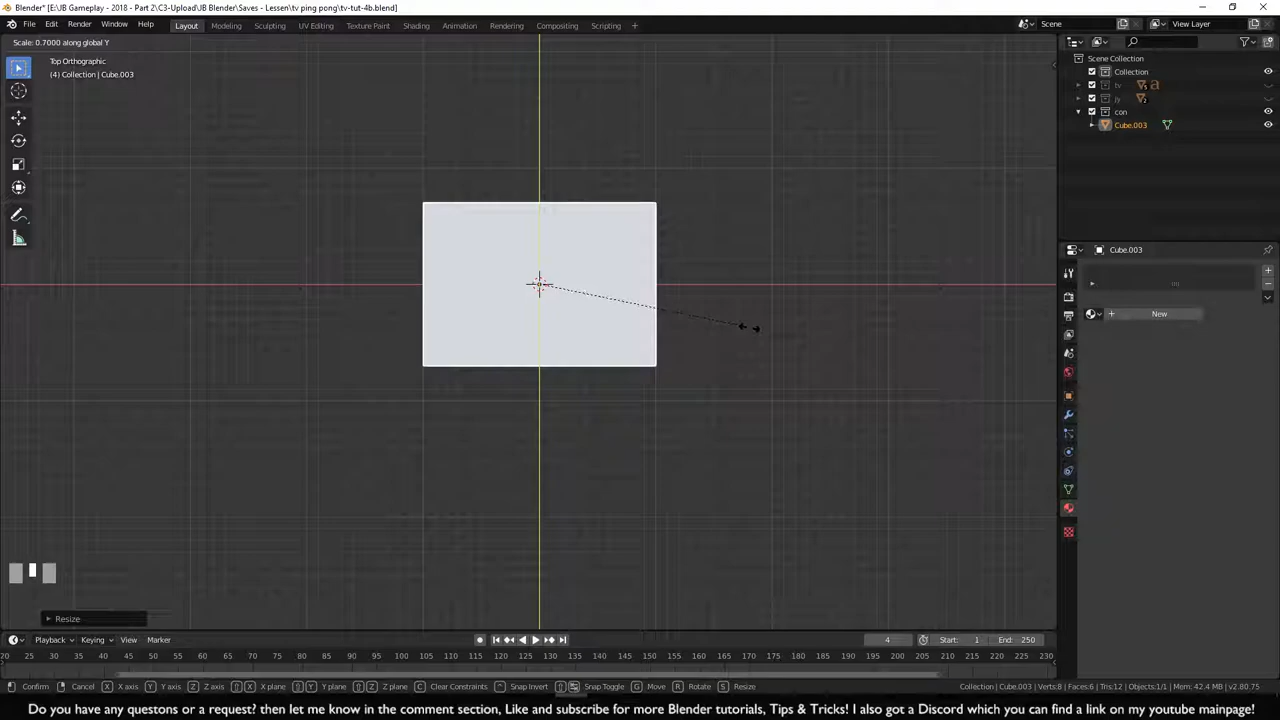 Blender* [E:\JB Gameplay - 2018 - Part 2\C3-Upload\JB Blender\Saves - Lessen\tv ping pong\tv-tut-4b.blend]
File Edit Render Window Help Layout Modeling Sculpting UV Editing Texture Paint Shading Animation Rendering Compositing Scripting + Scene View Layer
Scale: 0.7000 along global Y
Top Orthographic
(4) Collection | Cube.003
Scene Collection
Collection
tv
jy
con
Cube.003
Cube.003
New
Resize
Playback Keying View Marker 4 Start: 1 End: 250
20 25 30 35 40 45 50 55 60 65 70 75 80 85 90 95 100 105 110 115 120 125 130 135 140 145 150 155 160 165 170 175 180 185 190 195 200 205 210 215 220 225 230
Confirm Cancel X X axis Y Y axis Z Z axis X X plane Y Y plane Z Z plane C Clear Constraints Snap Invert Snap Toggle G Move R Rotate S Resize Collection | Cube.003 | Verts:8 | Faces:6 | Tris:12 | Objects:1/1 | Mem: 42.4 MB | v2.80.75
Do you have any questons or a request? then let me know in the comment section, Like and subscribe for more Blender tutorials, Tips & Tricks! I also got a Discord which you can find a link on my youtube mainpage!